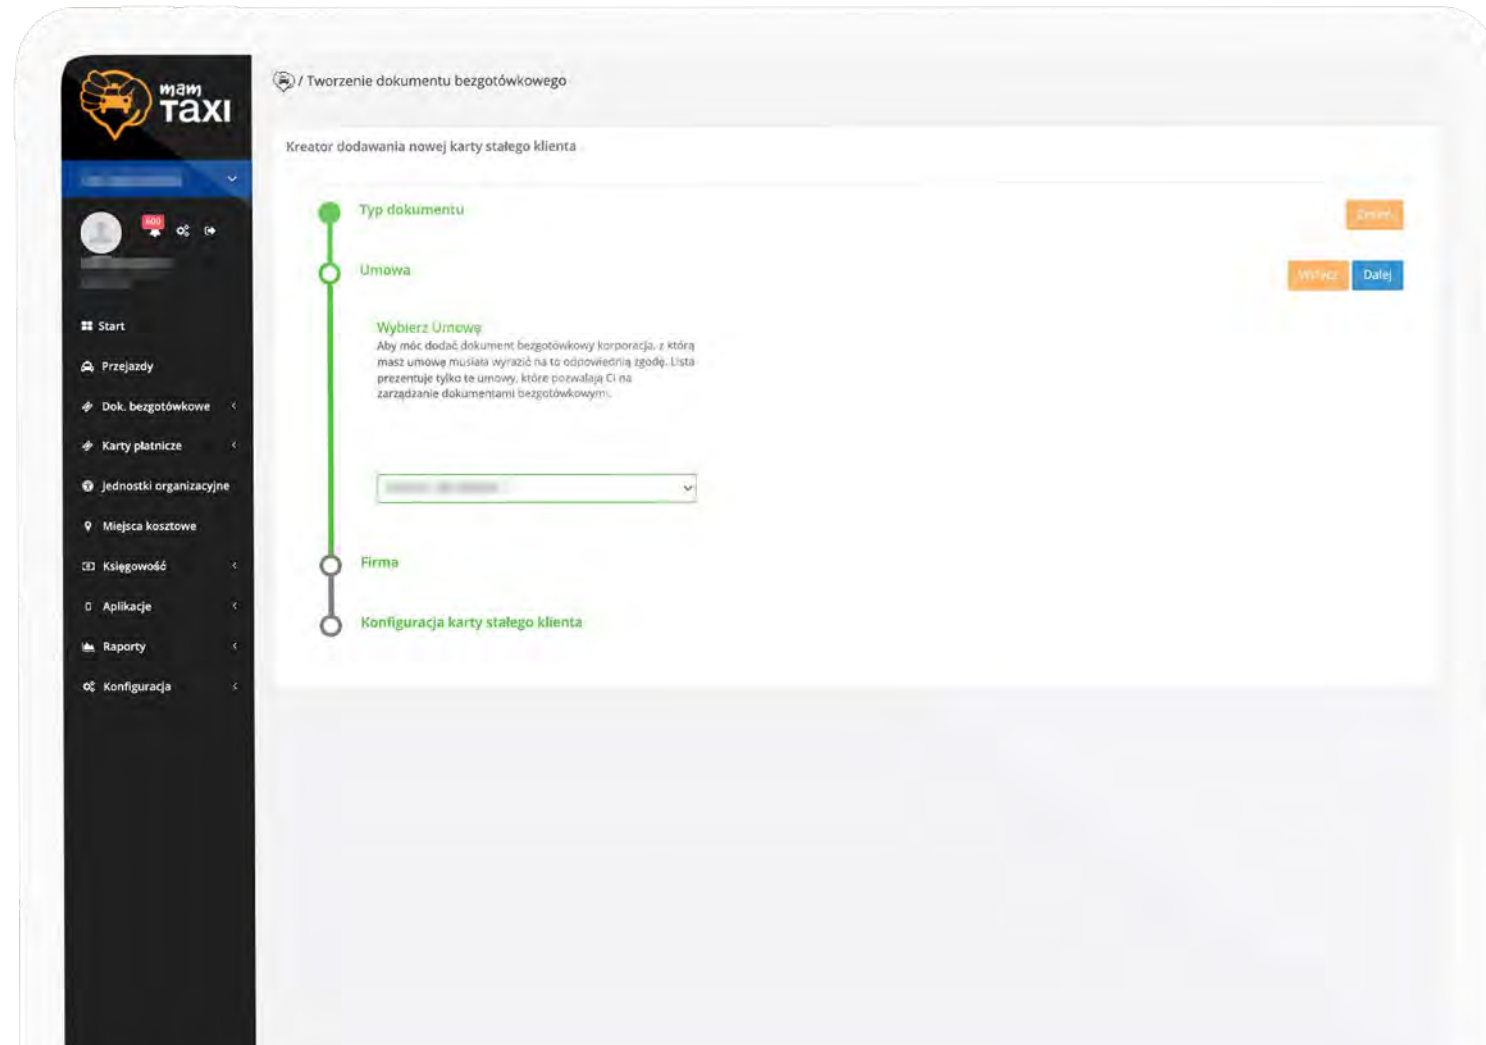 mam
TAXI
/ Tworzenie dokumentu bezgotówkowego
Kreator dodawania nowej karty stałego klienta
Typ dokumentu
Zmień
Umowa
Wstecz
Dalej
600
Wybierz Umowę
Aby móc dodać dokument bezgotówkowy korporacja, z którą
masz umowę musiała wyrazić na to odpowiednią zgodę. Lista
prezentuje tylko te umowy, które pozwalają Ci na
zarządzanie dokumentami bezgotówkowymi.
Firma
Konfiguracja karty stałego klienta
Start
Przejazdy
Dok. bezgotówkowe
Karty płatnicze
Jednostki organizacyjne
Miejsca kosztowe
Księgowość
Aplikacje
Raporty
Konfiguracja